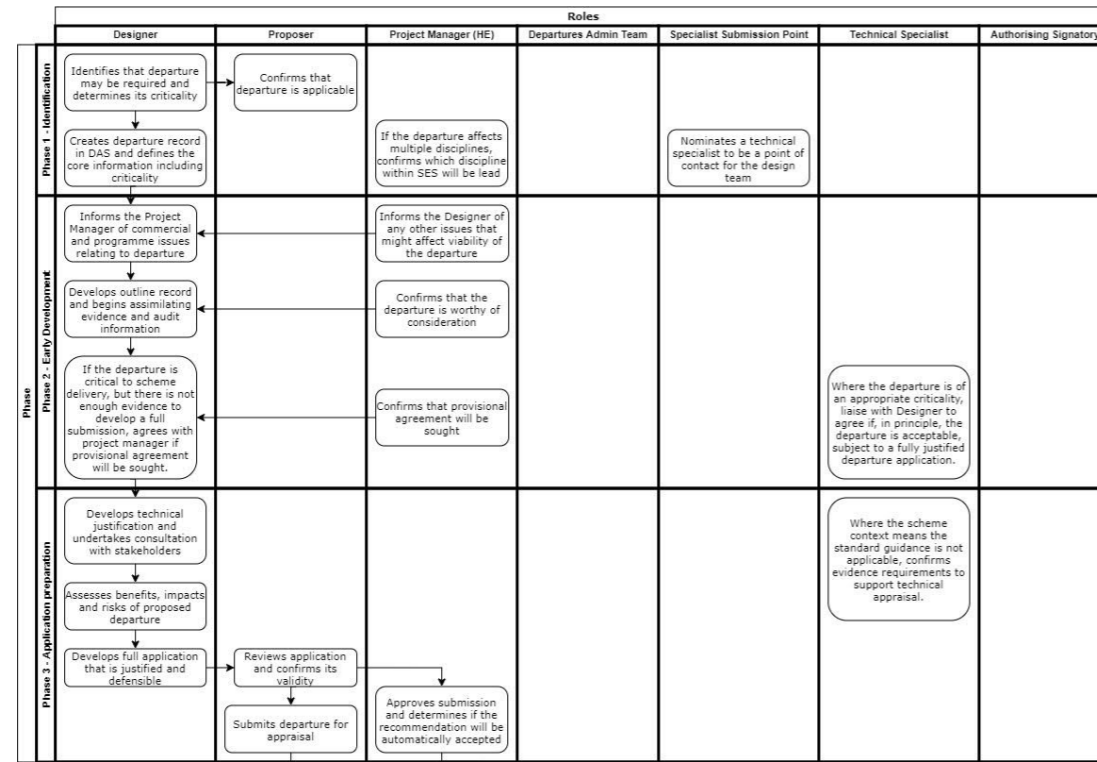 Roles
Designer
Proposer
Project Manager (HE)
Departures Admin Team
Specialist Submission Point
Technical Specialist
Authorising Signatory
Phase
Phase 1 - Identification
Identifies that departure
may be required and
determines its criticality
Confirms that
departure is applicable
Creates departure record
in DAS and defines the
core information including
criticality
If the departure affects
multiple disciplines,
confirms which discipline
within SES will be lead
Nominates a technical
specialist to be a point of
contact for the design
team
Phase 2 - Early Development
Informs the Project
Manager of commercial
and programme issues
relating to departure
Informs the Designer of
any other issues that
might affect viability of
the departure
Develops outline record
and begins assimilating
evidence and audit
information
Confirms that the
departure is worthy of
consideration
If the departure is
critical to scheme
delivery, but there is not
enough evidence to
develop a full
submission, agrees with
project manager if
provisional agreement
will be sought.
Confirms that provisional
agreement will be
sought
Where the departure is of
an appropriate criticality,
liaise with Designer to
agree if, in principle, the
departure is acceptable,
subject to a fully justified
departure application.
Phase 3 - Application preparation
Develops technical
justification and
undertakes consultation
with stakeholders
Where the scheme
context means the
standard guidance is not
applicable, confirms
evidence requirements to
support technical
appraisal.
Assesses benefits, impacts
and risks of proposed
departure
Develops full application
that is justified and
defensible
Reviews application
and confirms its
validity
Submits departure for
appraisal
Approves submission
and determines if the
recommendation will be
automatically accepted